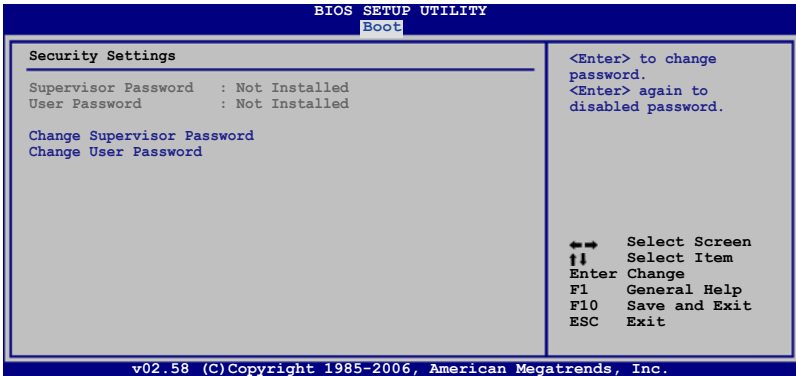 BIOS SETUP UTILITY
Boot
Security Settings
Supervisor Password : Not Installed
User Password : Not Installed
Change Supervisor Password
Change User Password
<Enter> to change
password.
<Enter> again to
disabled password.
←→ Select Screen
↑↓ Select Item
Enter Change
F1 General Help
F10 Save and Exit
ESC Exit
v02.58 (C)Copyright 1985-2006, American Megatrends, Inc.